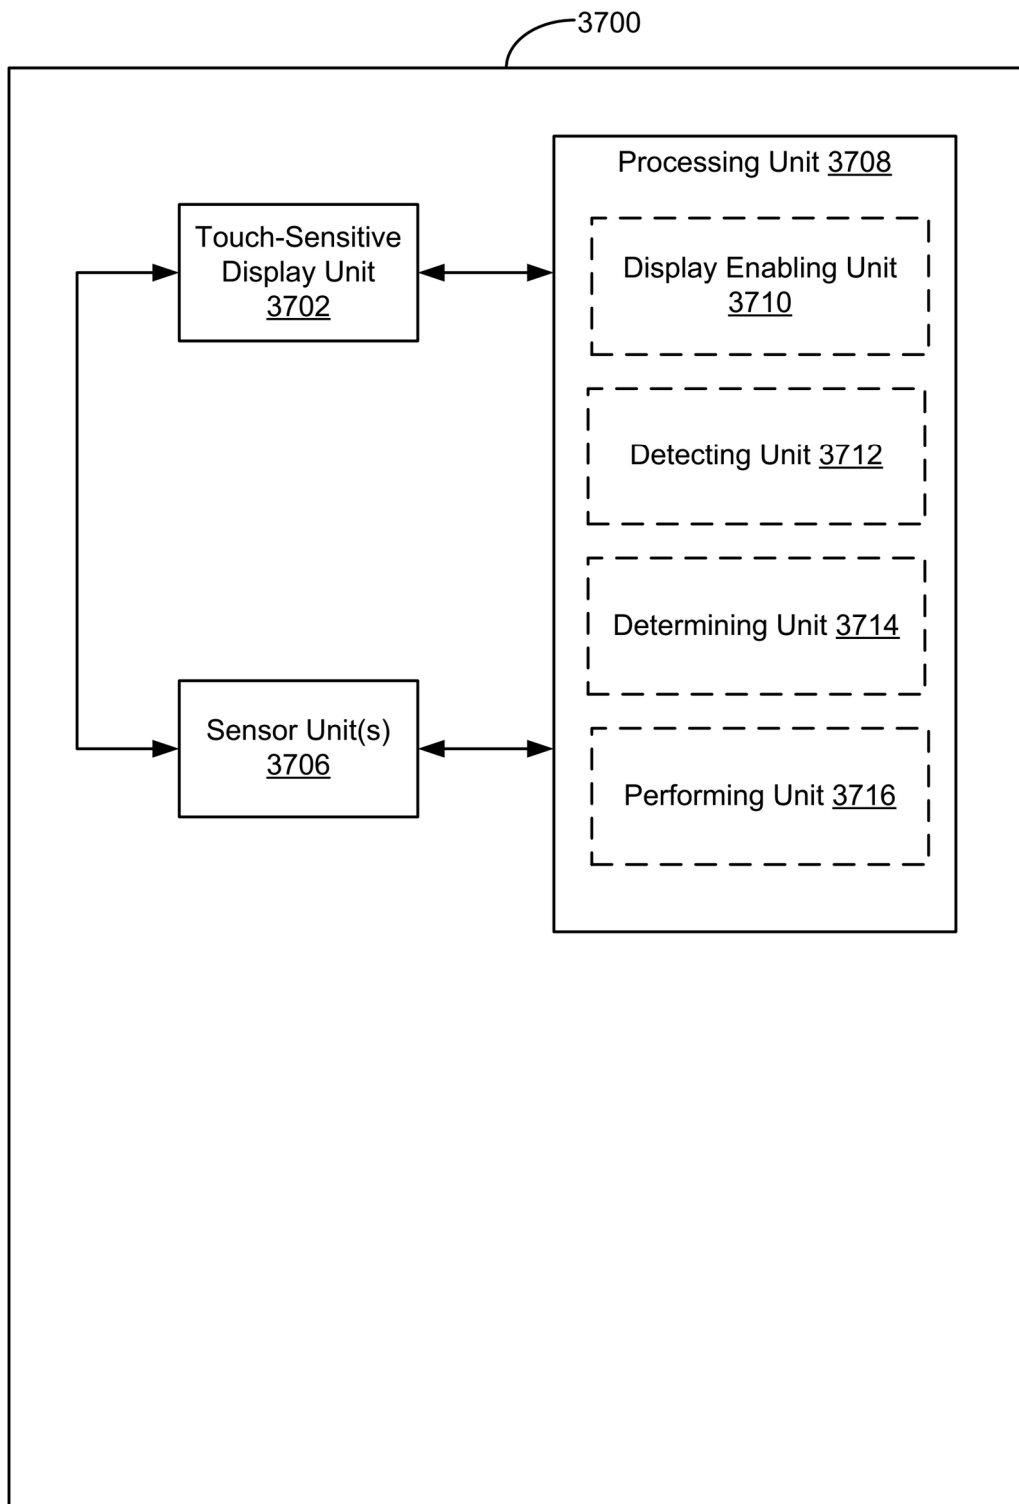 3700
Processing Unit 3708
Touch-Sensitive
Display Unit
3702
Display Enabling Unit
3710
Detecting Unit 3712
Determining Unit 3714
Sensor Unit(s)
3706
Performing Unit 3716